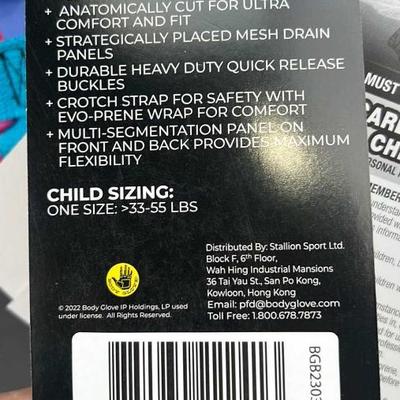 + ANATOMICALLY CUT FOR ULTRA
COMFORT AND FIT
+ STRATEGICALLY PLACED MESH DRAIN
PANELS
+ DURABLE HEAVY DUTY QUICK RELEASE
BUCKLES
+ CROTCH STRAP FOR SAFETY WITH
EVO-PRENE WRAP FOR COMFORT
+ MULTI-SEGMENTATION PANEL ON
FRONT AND BACK PROVIDES MAXIMUM
FLEXIBILITY
CHILD SIZING:
ONE SIZE: >33-55 LBS
Distributed By: Stallion Sport Ltd.
Block F, 6th Floor,
Wah Hing Industrial Mansions
36 Tai Yau St., San Po Kong,
Kowloon, Hong Kong
Email: pfd@bodyglove.com
Toll Free: 1.800.678.7873
© 2022 Body Glove IP Holdings, LP used
under license. All Rights Reserved.
BGB2303
MUST